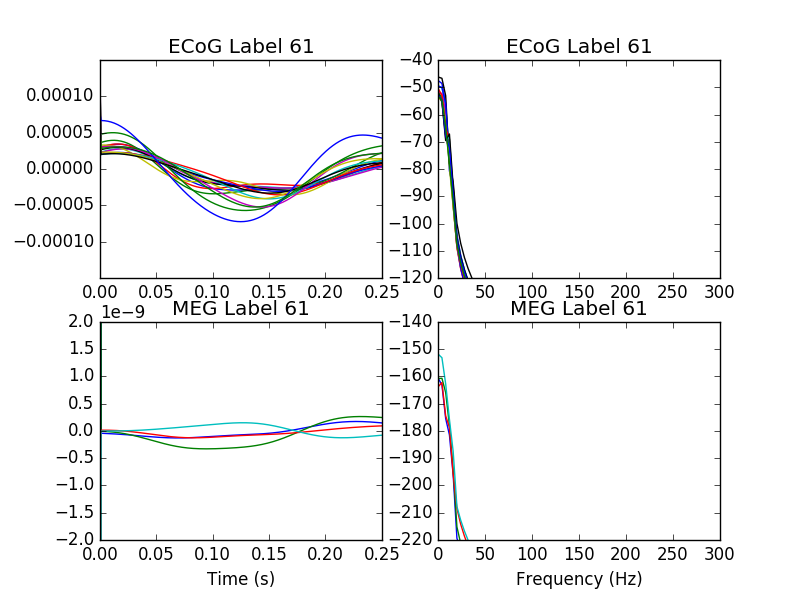 ECoG Label 61
0.00010
0.00005
0.00000
−0.00005
−0.00010
0.00 0.05 0.10 0.15 0.20 0.25
ECoG Label 61
−40
−50
−60
−70
−80
−90
−100
−110
−120
0 50 100 150 200 250 300
MEG Label 61
1e−9
2.0
1.5
1.0
0.5
0.0
−0.5
−1.0
−1.5
−2.0
0.00 0.05 0.10 0.15 0.20 0.25
Time (s)
MEG Label 61
−140
−150
−160
−170
−180
−190
−200
−210
−220
0 50 100 150 200 250 300
Frequency (Hz)